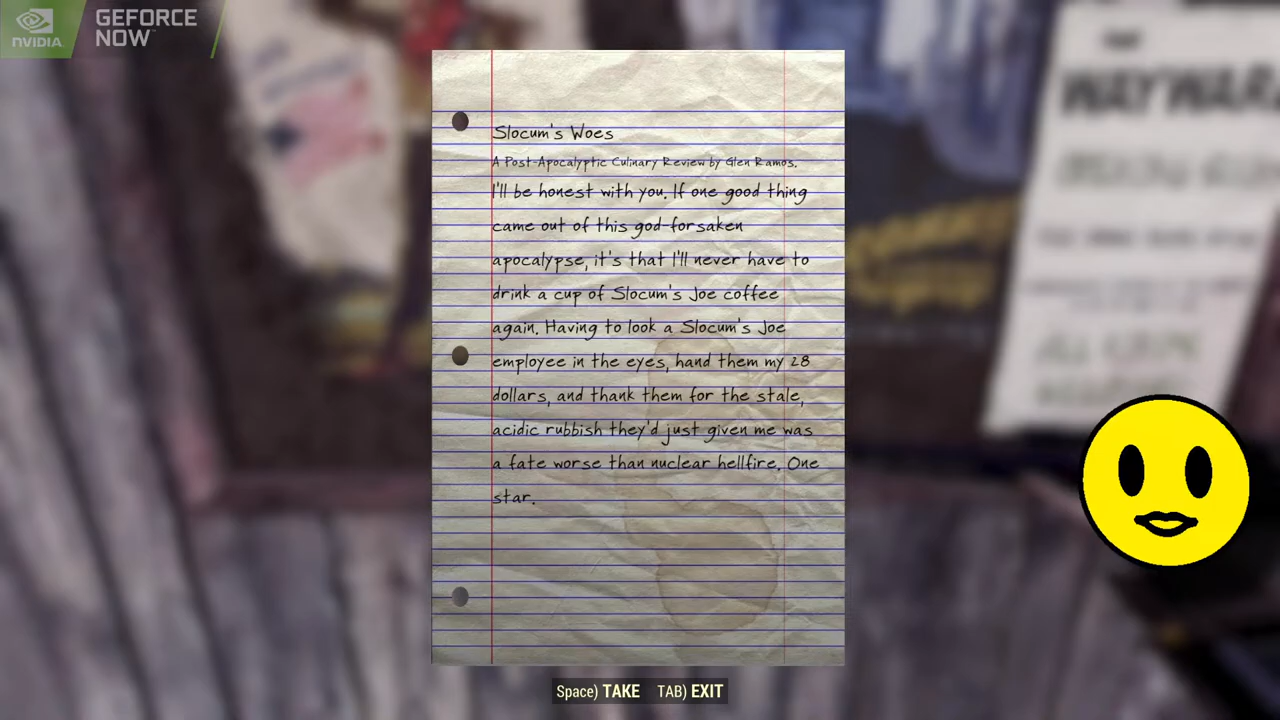 NVIDIA
GEFORCE
NOW
WAYWAR
Slocum's Woes
A Post-Apocalyptic Culinary Review by Glen Ramos.
I'll be honest with you. If one good thing
came out of this god-forsaken
apocalypse, it's that I'll never have to
drink a cup of Slocum's Joe coffee
again. Having to look a Slocum's Joe
employee in the eyes, hand them my 28
dollars, and thank them for the stale,
acidic rubbish they'd just given me was
a fate worse than nuclear hellfire. One
star.
Space) TAKE TAB) EXIT